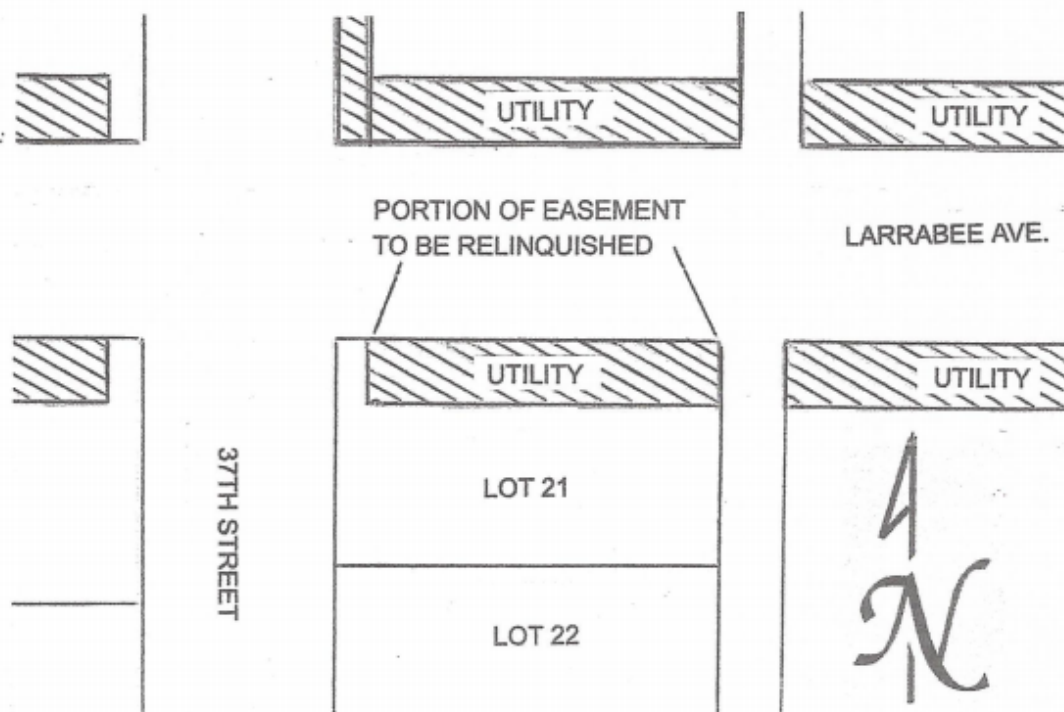 UTILITY
UTILITY
PORTION OF EASEMENT
TO BE RELINQUISHED
LARRABEE AVE.
UTILITY
UTILITY
37TH STREET
LOT 21
LOT 22
N